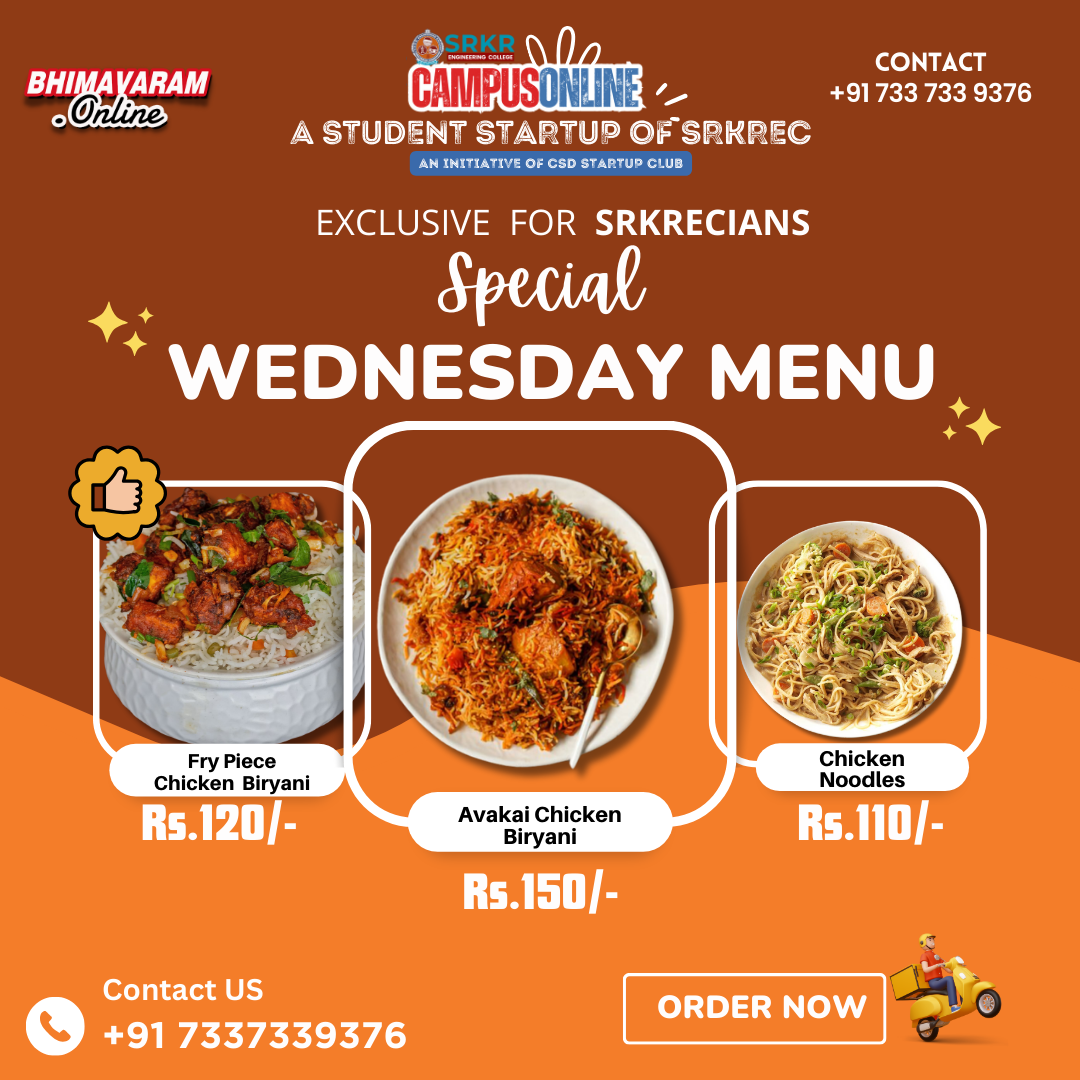 BHIMAVARAM
.Online
SRKR
ENGINEERING COLLEGE
CAMPUSONLINE
A STUDENT STARTUP OF SRKREC
AN INITIATIVE OF CSD STARTUP CLUB
CONTACT
+91 733 733 9376
EXCLUSIVE FOR SRKRECIANS
Special
WEDNESDAY MENU
Fry Piece
Chicken Biryani
Rs.120/-
Avakai Chicken
Biryani
Rs.150/-
Chicken
Noodles
Rs.110/-
Contact US
+91 7337339376
ORDER NOW